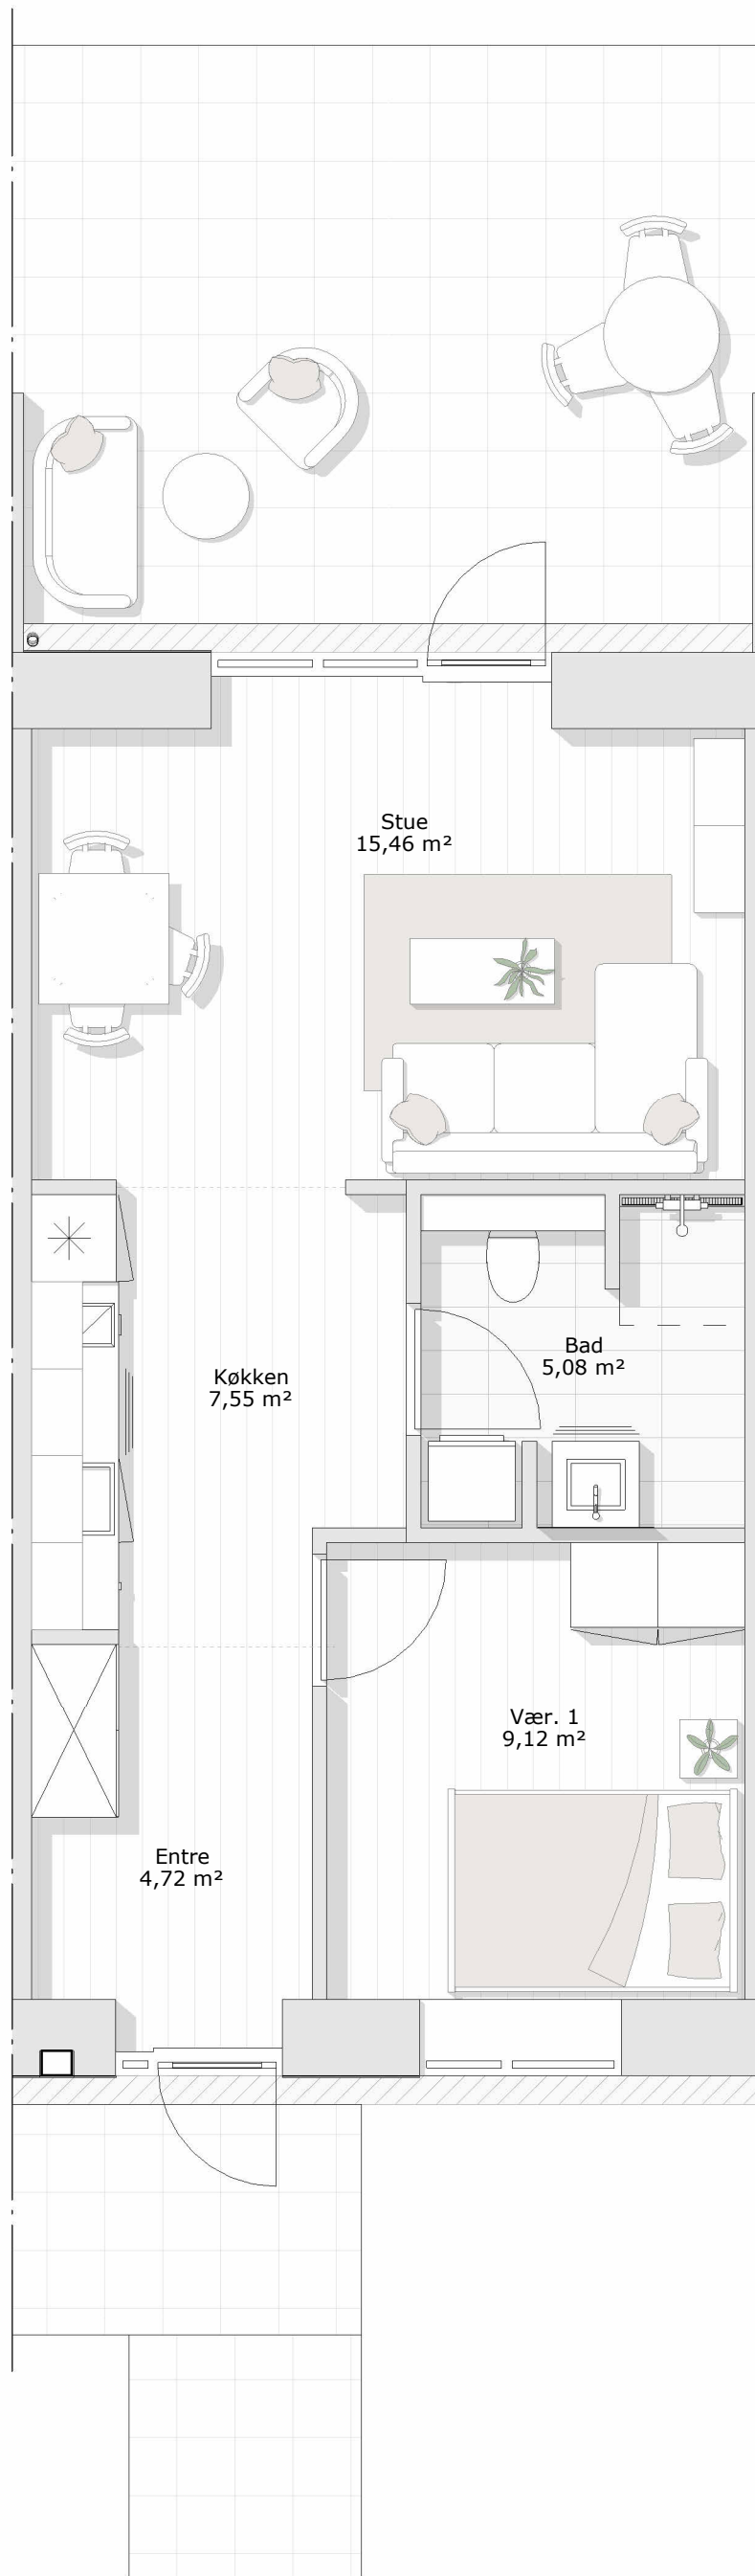 Stue
15,46 m²
Bad
5,08 m²
Køkken
7,55 m²
Vær. 1
9,12 m²
Entre
4,72 m²